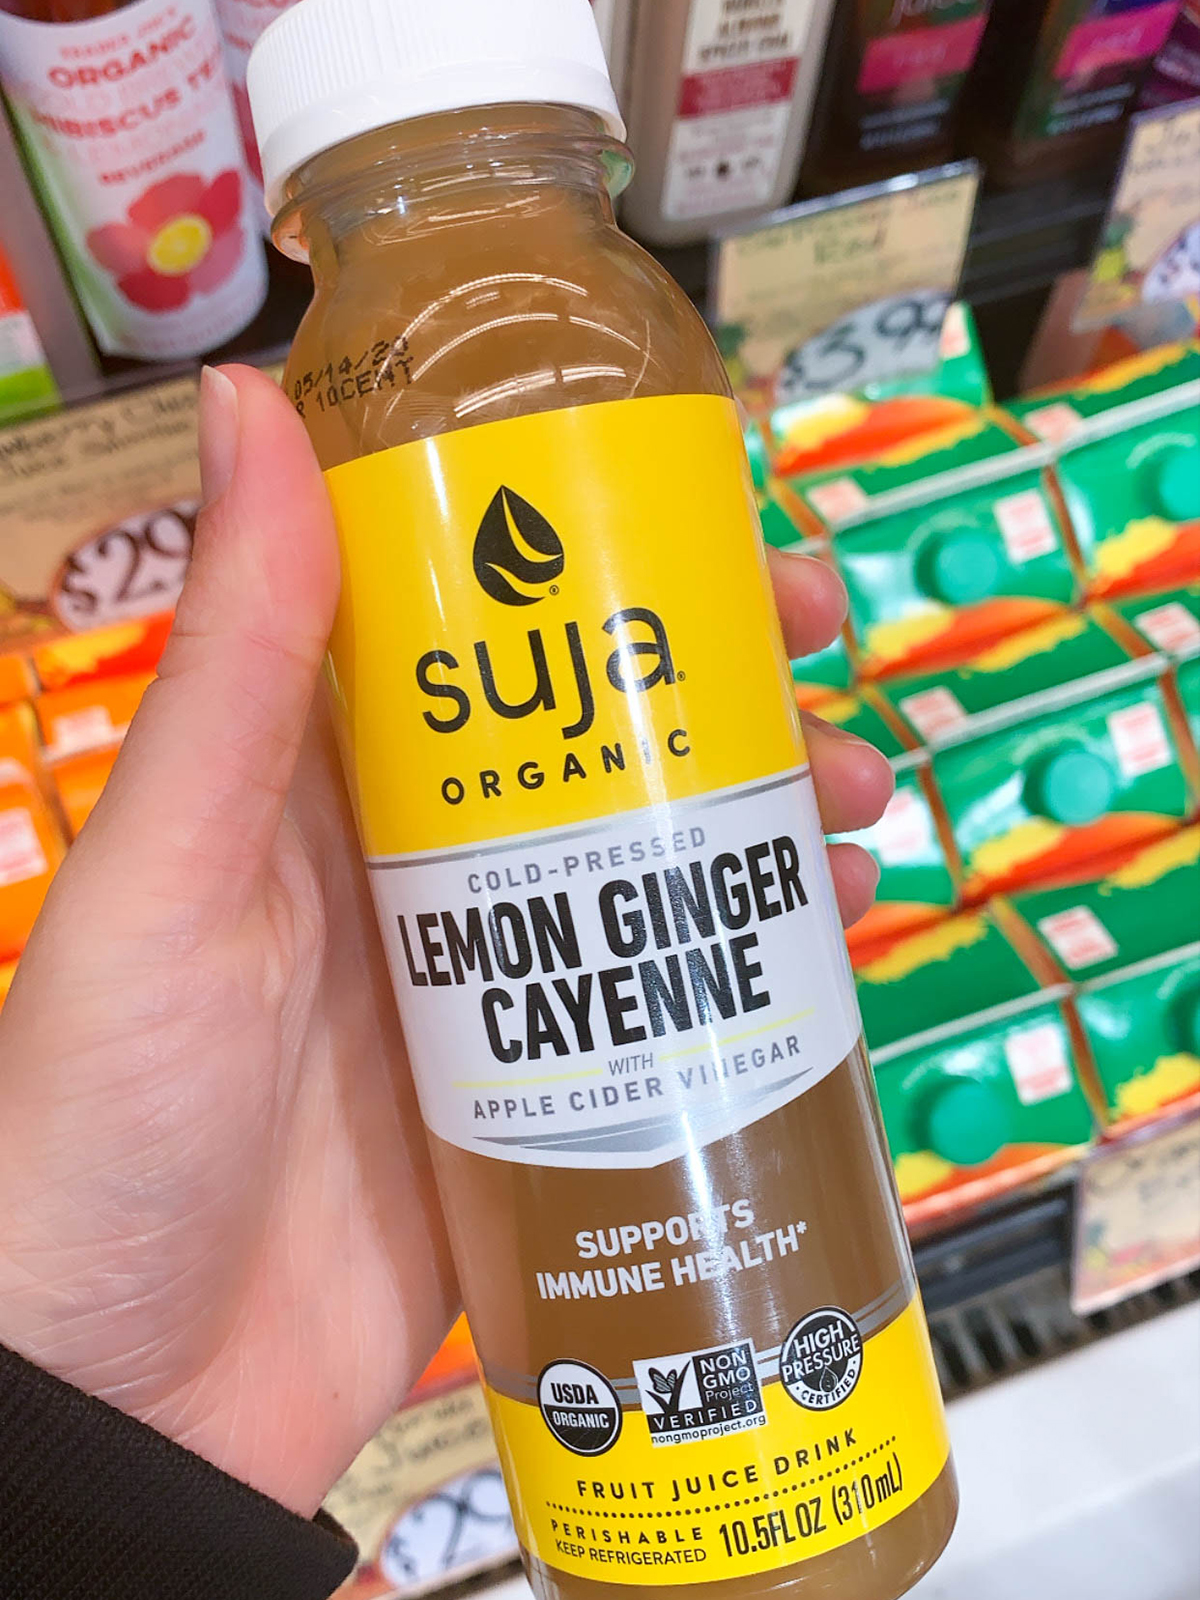 ORGANIC
HIBISCUS TEA
BEVERAGE
05/14/20
R 10CENT
$3.99
$2.99
suja
ORGANIC
COLD-PRESSED
LEMON GINGER
CAYENNE
WITH
APPLE CIDER VINEGAR
SUPPORTS
IMMUNE HEALTH*
USDA
ORGANIC
NON
GMO
Project
VERIFIED
nongmoproject.org
HIGH
PRESSURE
CERTIFIED
FRUIT JUICE DRINK
PERISHABLE
KEEP REFRIGERATED
10.5FL OZ (310mL)